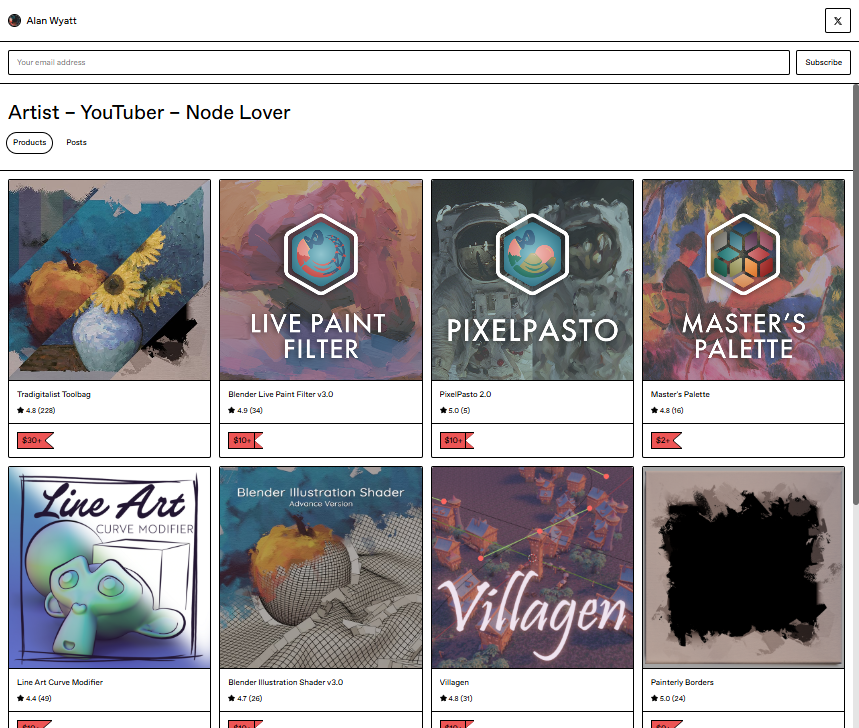 Alan Wyatt
Your email address
Subscribe
Artist – YouTuber – Node Lover
Products
Posts
LIVE PAINT
FILTER
PIXELPASTO
MASTER'S
PALETTE
Tradigitalist Toolbag
4.8 (228)
$30+
Blender Live Paint Filter v3.0
4.9 (34)
$10+
PixelPasto 2.0
5.0 (5)
$10+
Master's Palette
4.8 (16)
$2+
Line Art
CURVE MODIFIER
Blender Illustration Shader
Advance Version
Villagen
Line Art Curve Modifier
4.4 (49)
Blender Illustration Shader v3.0
4.7 (26)
Villagen
4.8 (31)
Painterly Borders
5.0 (24)